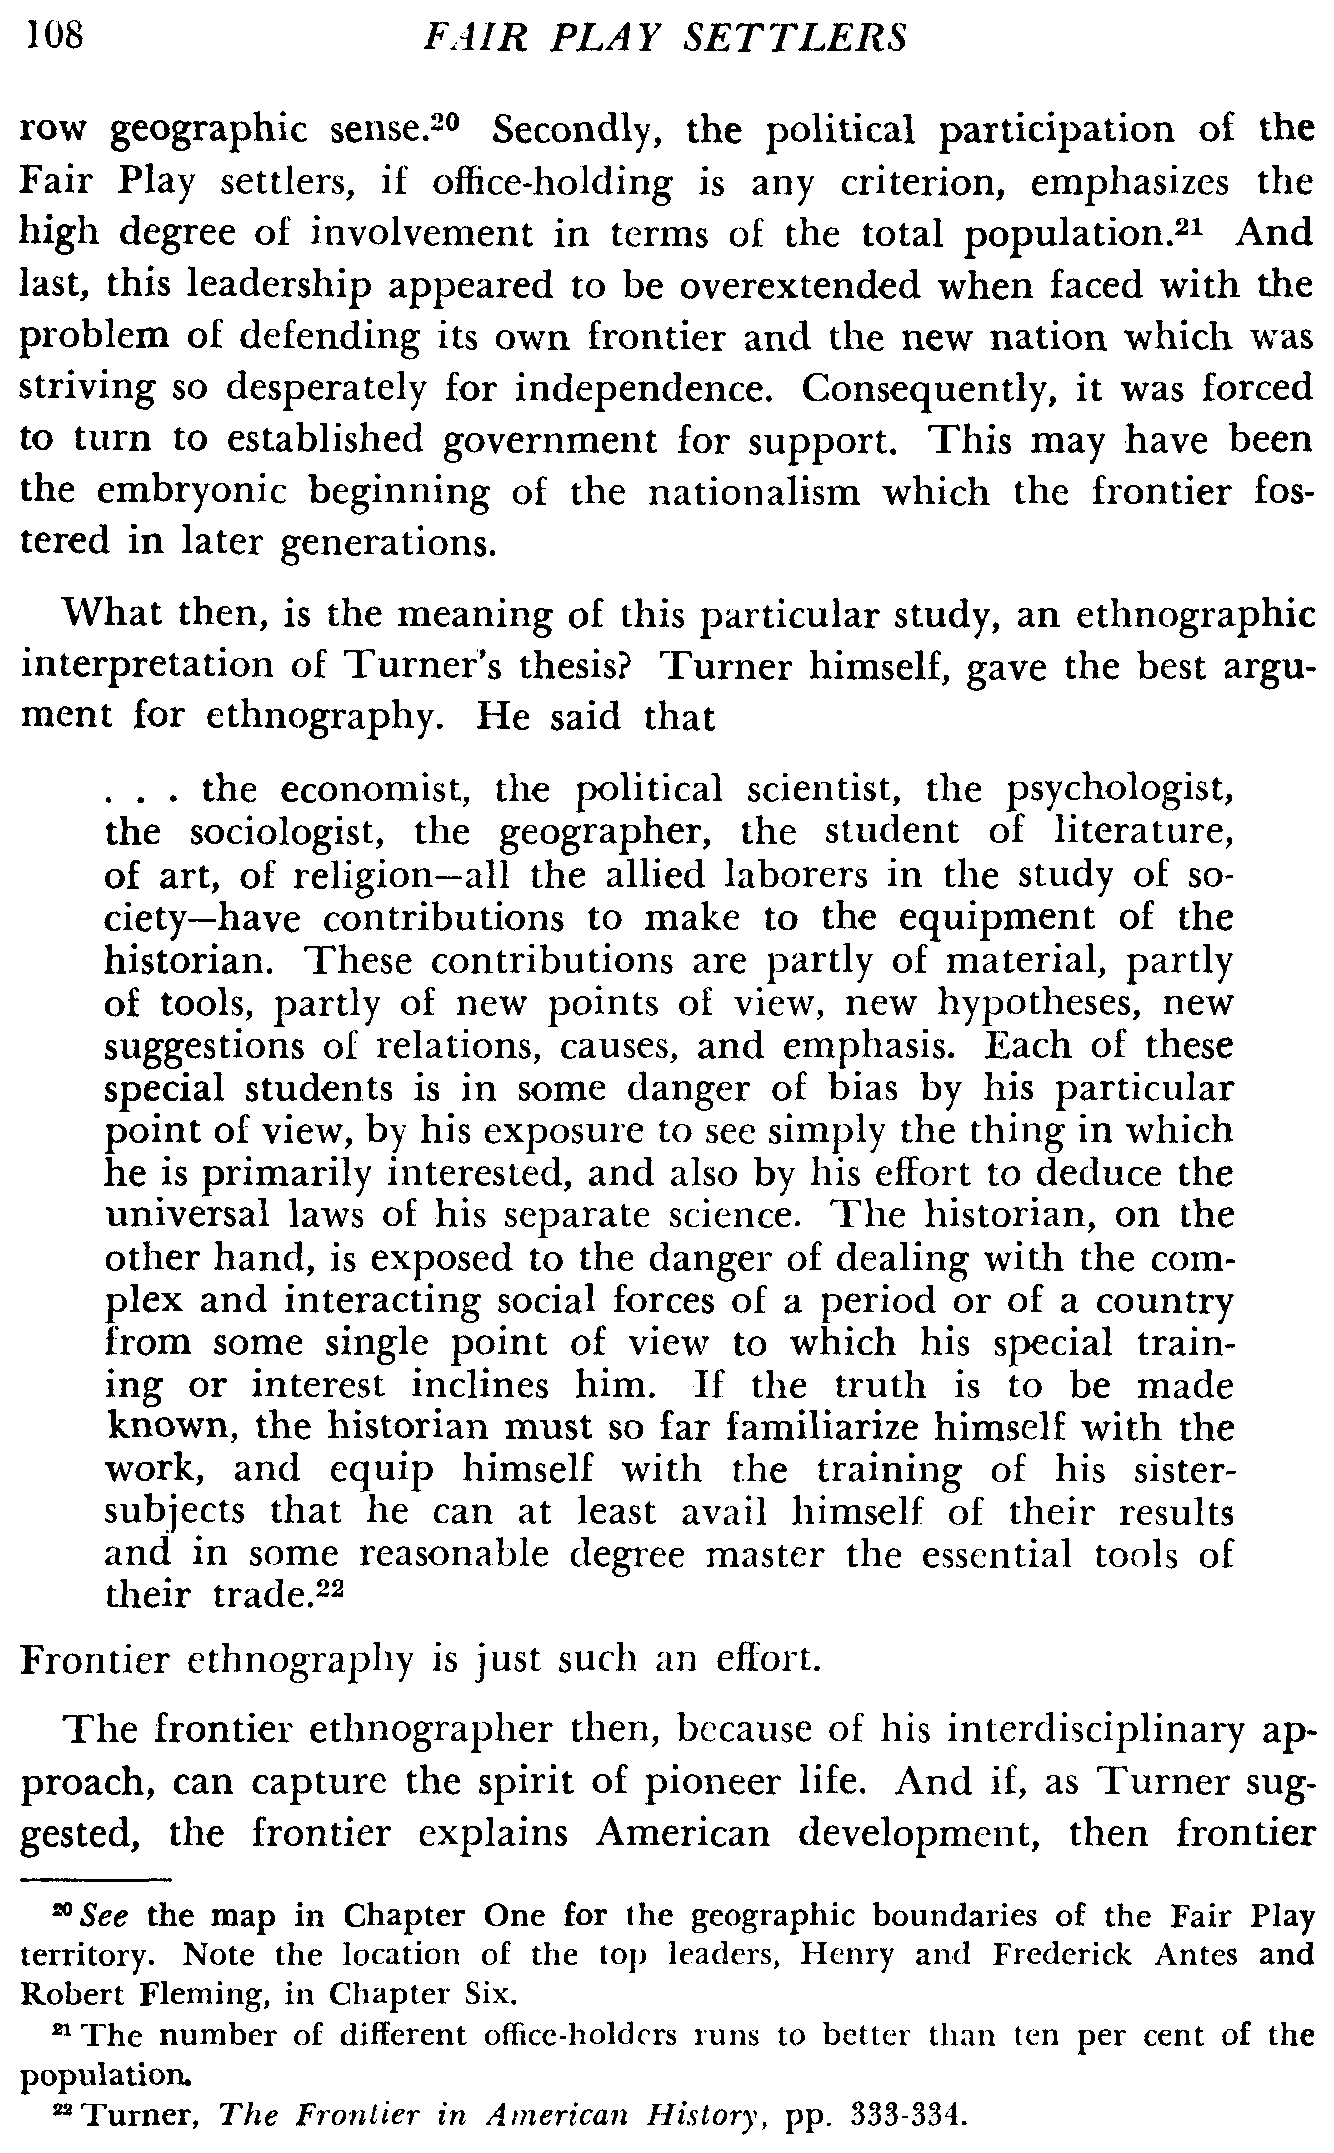 108 FAIR PLAY SETTLERS
row geographic sense.²⁰ Secondly, the political participation of the
Fair Play settlers, if office-holding is any criterion, emphasizes the
high degree of involvement in terms of the total population.²¹ And
last, this leadership appeared to be overextended when faced with the
problem of defending its own frontier and the new nation which was
striving so desperately for independence. Consequently, it was forced
to turn to established government for support. This may have been
the embryonic beginning of the nationalism which the frontier fos-
tered in later generations.
What then, is the meaning of this particular study, an ethnographic
interpretation of Turner's thesis? Turner himself, gave the best argu-
ment for ethnography. He said that
. . . the economist, the political scientist, the psychologist,
the sociologist, the geographer, the student of literature,
of art, of religion—all the allied laborers in the study of so-
ciety—have contributions to make to the equipment of the
historian. These contributions are partly of material, partly
of tools, partly of new points of view, new hypotheses, new
suggestions of relations, causes, and emphasis. Each of these
special students is in some danger of bias by his particular
point of view, by his exposure to see simply the thing in which
he is primarily interested, and also by his effort to deduce the
universal laws of his separate science. The historian, on the
other hand, is exposed to the danger of dealing with the com-
plex and interacting social forces of a period or of a country
from some single point of view to which his special train-
ing or interest inclines him. If the truth is to be made
known, the historian must so far familiarize himself with the
work, and equip himself with the training of his sister-
subjects that he can at least avail himself of their results
and in some reasonable degree master the essential tools of
their trade.²²
Frontier ethnography is just such an effort.
The frontier ethnographer then, because of his interdisciplinary ap-
proach, can capture the spirit of pioneer life. And if, as Turner sug-
gested, the frontier explains American development, then frontier
²⁰ See the map in Chapter One for the geographic boundaries of the Fair Play
territory. Note the location of the top leaders, Henry and Frederick Antes and
Robert Fleming, in Chapter Six.
²¹ The number of different office-holders runs to better than ten per cent of the
population.
²² Turner, The Frontier in American History, pp. 333-334.